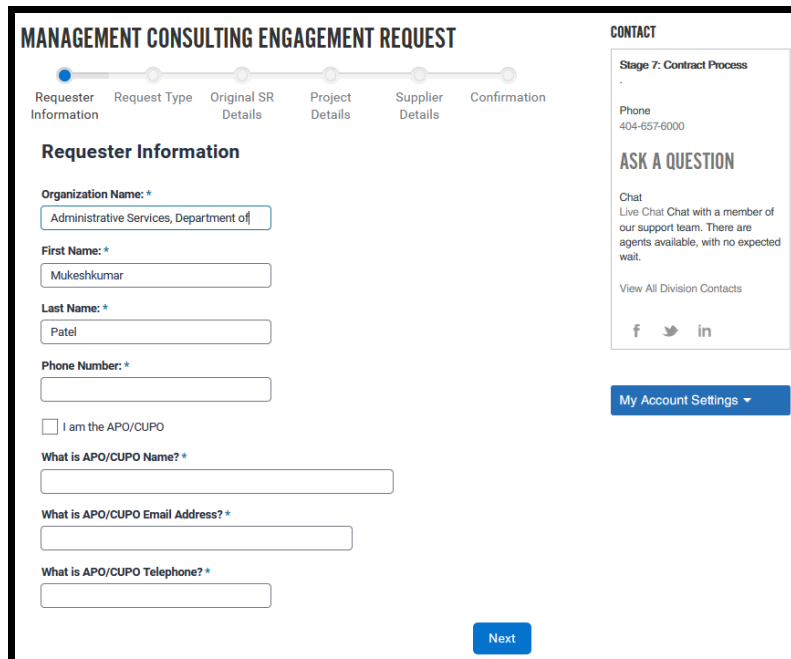 MANAGEMENT CONSULTING ENGAGEMENT REQUEST
Requester
Information
Request Type
Original SR
Details
Project
Details
Supplier
Details
Confirmation
Requester Information
Organization Name: *
Administrative Services, Department of
First Name: *
Mukeshkumar
Last Name: *
Patel
Phone Number: *
I am the APO/CUPO
What is APO/CUPO Name? *
What is APO/CUPO Email Address? *
What is APO/CUPO Telephone? *
Next
CONTACT
Stage 7: Contract Process
.
Phone
404-657-6000
ASK A QUESTION
Chat
Live Chat Chat with a member of
our support team. There are
agents available, with no expected
wait.
View All Division Contacts
f
in
My Account Settings